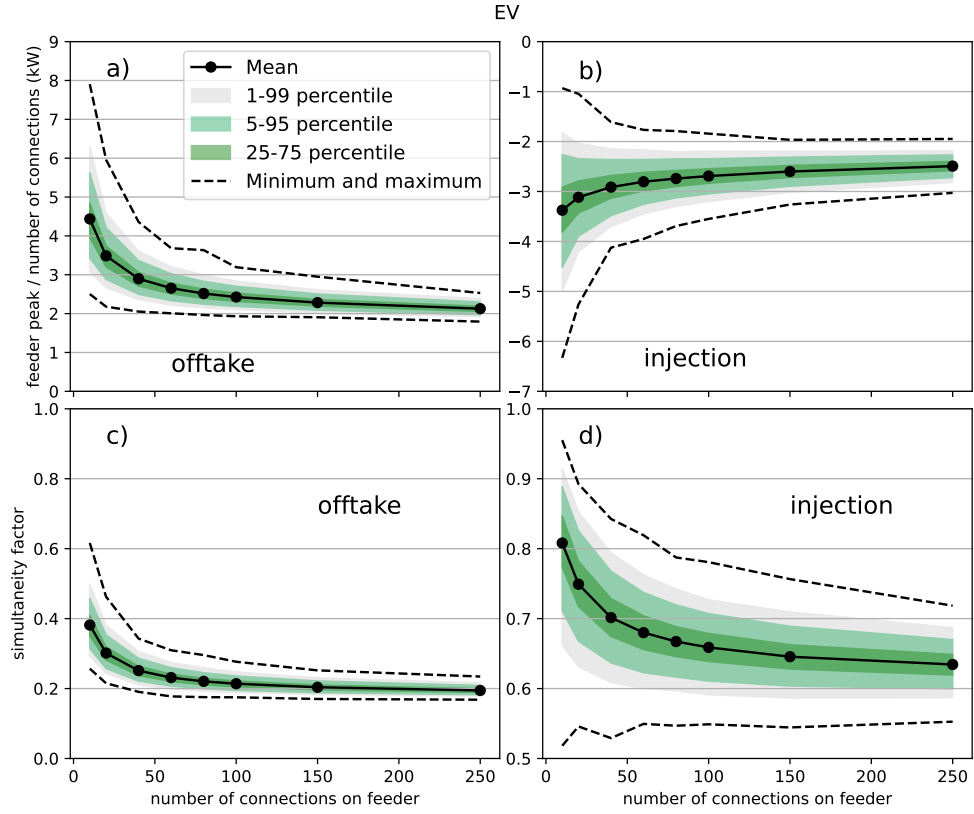 EV
feeder peak / number of connections (kW)
9
8
7
6
5
4
3
2
1
0
a)
Mean
1-99 percentile
5-95 percentile
25-75 percentile
Minimum and maximum
offtake
0
−1
−2
−3
−4
−5
−6
−7
b)
injection
simultaneity factor
1.0
0.8
0.6
0.4
0.2
0.0
c)
offtake
0 50 100 150 200 250
number of connections on feeder
1.0
0.9
0.8
0.7
0.6
0.5
d)
injection
0 50 100 150 200 250
number of connections on feeder